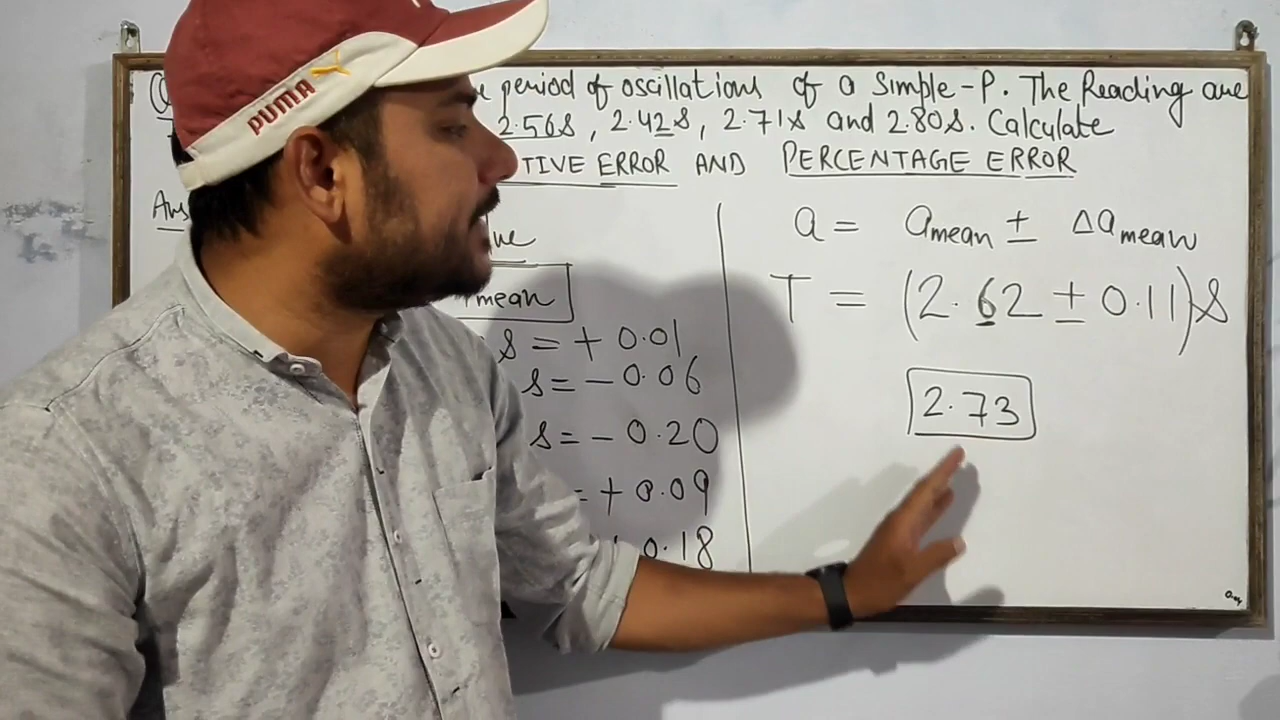 period of oscillations of a Simple-P. The Reading are
2.56s, 2.42s, 2.71s and 2.80s. Calculate
TIVE ERROR AND PERCENTAGE ERROR
Ans
a = amean ± Δamean
mean
T = (2.62 ± 0.11)s
s = + 0.01
s = - 0.06
2.73
s = - 0.20
= + 0.09
0.18
PUMA